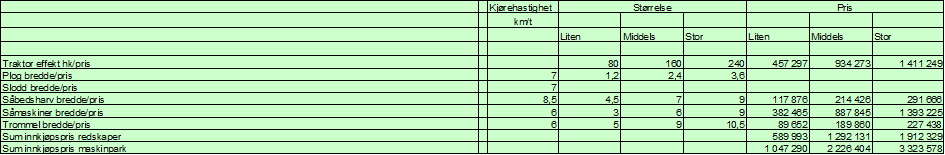 Kjørehastighet Størrelse Pris
km/t
Liten Middels Stor Liten Middels Stor
Traktor effekt hk/pris 80 160 240 457 297 934 273 1 411 249
Plog bredde/pris 7 1,2 2,4 3,6
Slodd bredde/pris 7
Såbedsharv bredde/pris 8,5 4,5 7 9 117 876 214 426 291 666
Såmaskiner bredde/pris 6 3 6 9 382 465 887 845 1 393 225
Trommel bredde/pris 6 5 9 10,5 89 652 189 860 227 438
Sum innkjøpspris redskaper 589 993 1 292 131 1 912 329
Sum innkjøpspris maskinpark 1 047 290 2 226 404 3 323 578